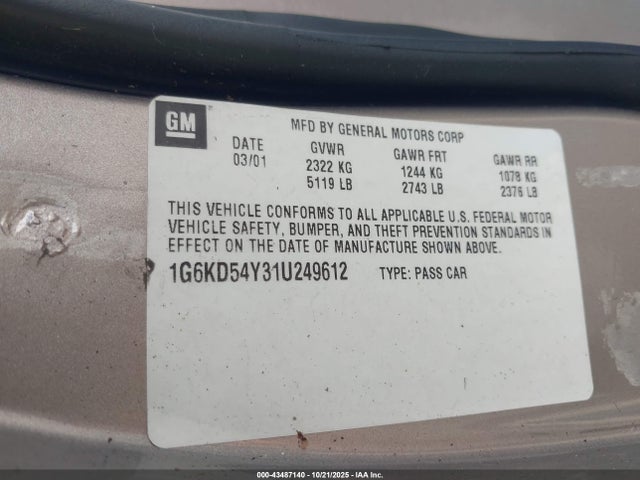 GM
MFD BY GENERAL MOTORS CORP
DATE GVWR GAWR FRT GAWR RR
03/01 2322 KG 1244 KG 1078 KG
5119 LB 2743 LB 2376 LB
THIS VEHICLE CONFORMS TO ALL APPLICABLE U.S. FEDERAL MOTOR
VEHICLE SAFETY, BUMPER, AND THEFT PREVENTION STANDARDS IN
EFFECT ON THE DATE OF MANUFACTURE SHOWN ABOVE.
1G6KD54Y31U249612 TYPE: PASS CAR
000-43487140 - 10/21/2025 - IAA Inc.